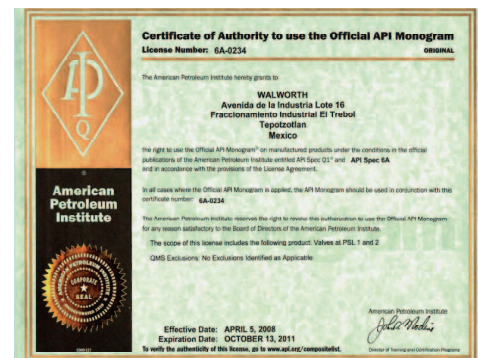 Certificate of Authority to use the Official API Monogram
License Number: 6A-0234
ORIGINAL
The American Petroleum Institute hereby grants to
WALWORTH
Avenida de la Industria Lote 16
Fraccionamiento Industrial El Trebol
Tepotzotlan
Mexico
the right to use the Official API Monogram® on manufactured products under the conditions in the official
publications of the American Petroleum Institute entitled API Spec Q1® and API Spec 6A
and in accordance with the provisions of the License Agreement.
American
Petroleum
Institute
In all cases where the Official API Monogram is applied, the API Monogram should be used in conjunction with this
certificate number: 6A-0234
The American Petroleum Institute reserves the right to revoke this authorization to use the Official API Monogram
for any reason satisfactory to the Board of Directors of the American Petroleum Institute.
The scope of this license includes the following product: Valves at PSL 1 and 2
QMS Exclusions: No Exclusions Identified as Applicable
AMERICAN PETROLEUM INSTITUTE
CORPORATE
SEAL
American Petroleum Institute
Effective Date: APRIL 5, 2008
Expiration Date: OCTOBER 13, 2011
To verify the authenticity of this license, go to www.api.org/compositelist.
Director of Training and Certification Programs